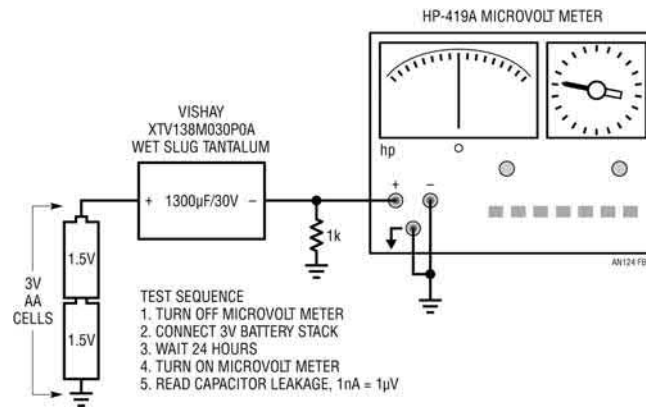 HP-419A MICROVOLT METER
VISHAY
XTV138M030P0A
WET SLUG TANTALUM
hp
+ 1300µF/30V −
+ −
1k
1.5V
3V
AA
CELLS
1.5V
AN124 FB
TEST SEQUENCE
1. TURN OFF MICROVOLT METER
2. CONNECT 3V BATTERY STACK
3. WAIT 24 HOURS
4. TURN ON MICROVOLT METER
5. READ CAPACITOR LEAKAGE, 1nA = 1µV